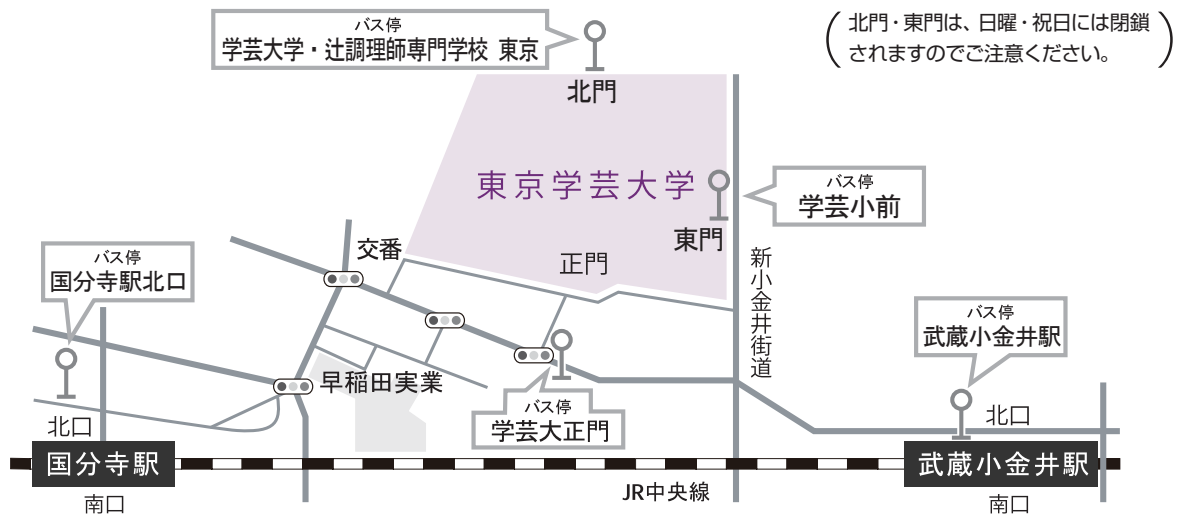 バス停
学芸大学・辻調理師専門学校 東京
北門・東門は、日曜・祝日には閉鎖
されますのでご注意ください。
北門
東京学芸大学
バス停
学芸小前
東門
正門
新小金井街道
交番
バス停
国分寺駅北口
バス停
武蔵小金井駅
早稲田実業
バス停
学芸大正門
北口
北口
国分寺駅
武蔵小金井駅
JR中央線
南口
南口